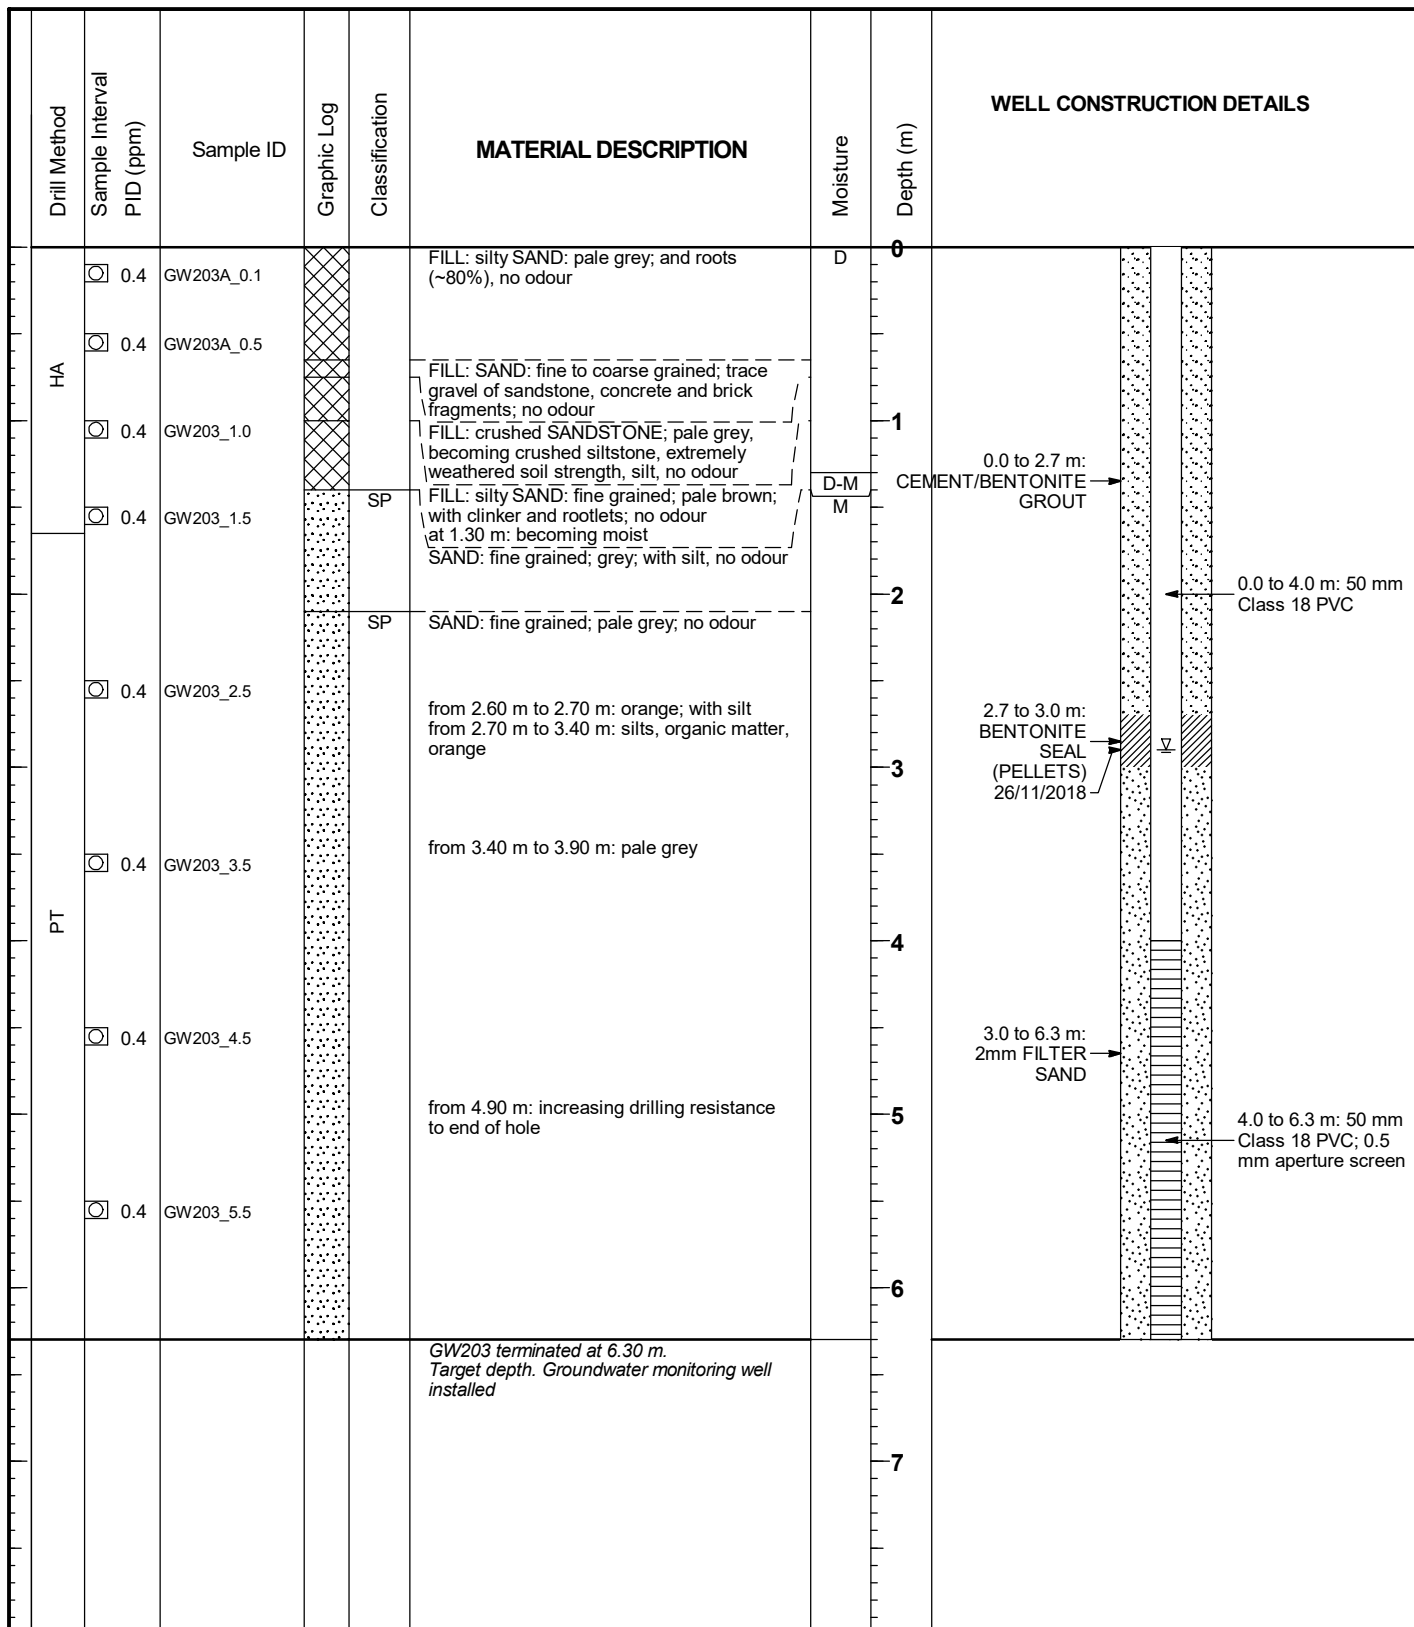 Drill Method
Sample Interval
PID (ppm)
Sample ID
Graphic Log
Classification
MATERIAL DESCRIPTION
Moisture
Depth (m)
WELL CONSTRUCTION DETAILS
HA
PT
0.4 GW203A_0.1
0.4 GW203A_0.5
0.4 GW203_1.0
0.4 GW203_1.5
0.4 GW203_2.5
0.4 GW203_3.5
0.4 GW203_4.5
0.4 GW203_5.5
SP
SP
FILL: silty SAND: pale grey; and roots
(~80%), no odour
FILL: SAND: fine to coarse grained; trace
gravel of sandstone, concrete and brick
fragments; no odour
FILL: crushed SANDSTONE; pale grey,
becoming crushed siltstone, extremely
weathered soil strength, silt, no odour
FILL: silty SAND: fine grained; pale brown;
with clinker and rootlets; no odour
at 1.30 m: becoming moist
SAND: fine grained; grey; with silt, no odour
SAND: fine grained; pale grey; no odour
from 2.60 m to 2.70 m: orange; with silt
from 2.70 m to 3.40 m: silts, organic matter,
orange
from 3.40 m to 3.90 m: pale grey
from 4.90 m: increasing drilling resistance
to end of hole
GW203 terminated at 6.30 m.
Target depth. Groundwater monitoring well
installed
D
D-M
M
0
1
2
3
4
5
6
7
0.0 to 2.7 m:
CEMENT/BENTONITE
GROUT
0.0 to 4.0 m: 50 mm
Class 18 PVC
2.7 to 3.0 m:
BENTONITE
SEAL
(PELLETS)
26/11/2018
3.0 to 6.3 m:
2mm FILTER
SAND
4.0 to 6.3 m: 50 mm
Class 18 PVC; 0.5
mm aperture screen